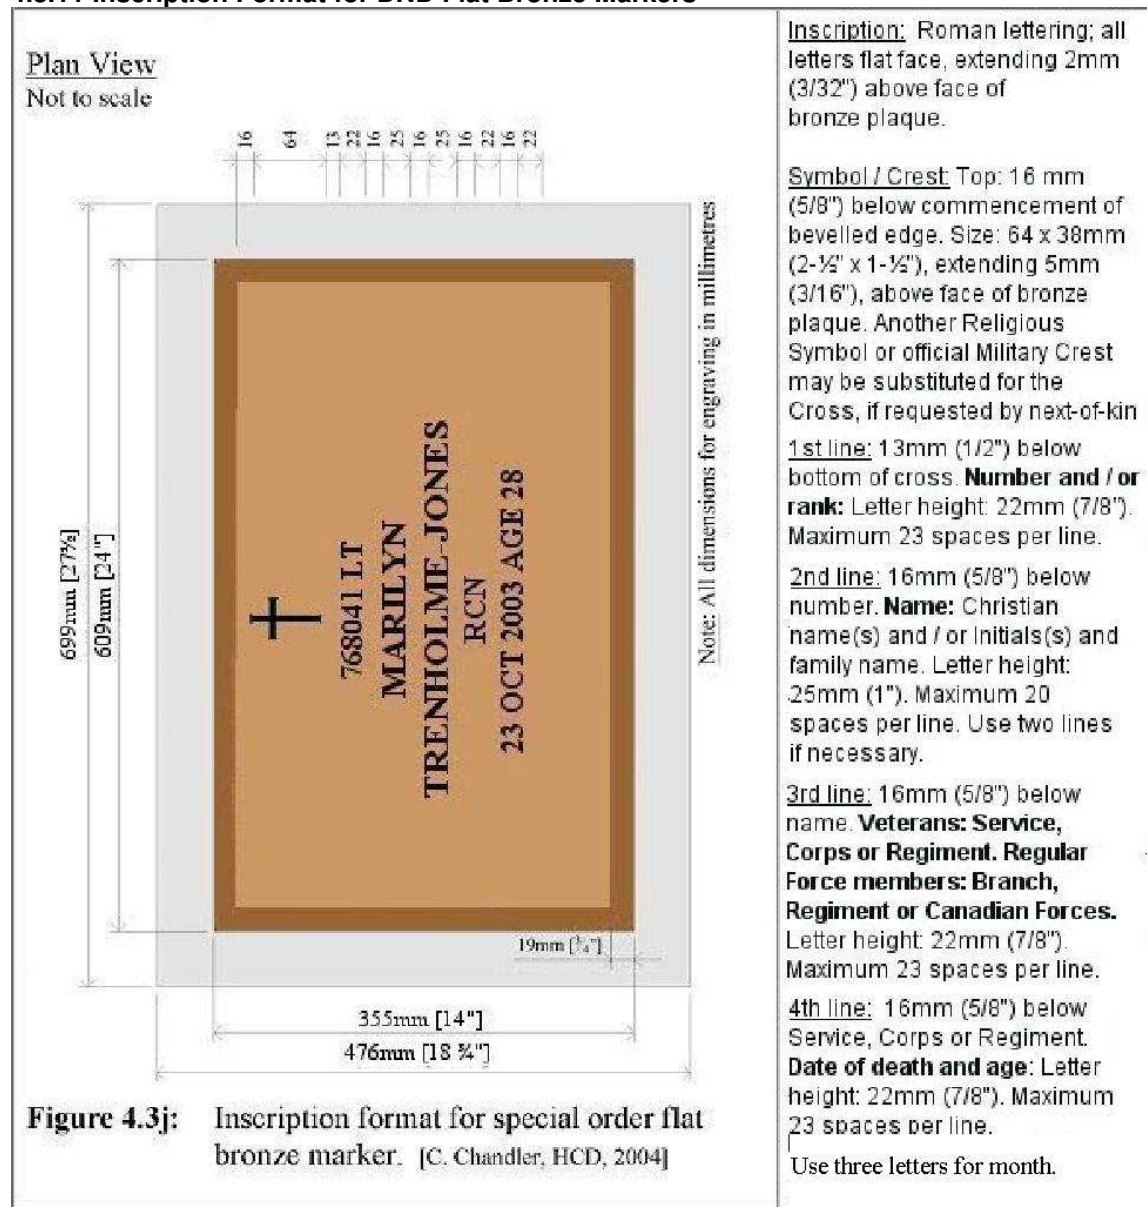 Plan View
Not to scale
16 64 13 22 16 25 16 25 16 22 16 22
699mm [27½]
609mm [24"]
768041 LT
MARILYN
TRENHOLME-JONES
RCN
23 OCT 2003 AGE 28
Note: All dimensions for engraving in millimetres
19mm [¾"]
355mm [14"]
476mm [18 ¾"]
Figure 4.3j: Inscription format for special order flat
bronze marker. [C. Chandler, HCD, 2004]
Inscription: Roman lettering; all
letters flat face, extending 2mm
(3/32") above face of
bronze plaque.
Symbol / Crest: Top: 16 mm
(5/8") below commencement of
bevelled edge. Size: 64 x 38mm
(2-½" x 1-½"), extending 5mm
(3/16"), above face of bronze
plaque. Another Religious
Symbol or official Military Crest
may be substituted for the
Cross, if requested by next-of-kin
1st line: 13mm (1/2") below
bottom of cross. Number and / or
rank: Letter height: 22mm (7/8").
Maximum 23 spaces per line.
2nd line: 16mm (5/8") below
number. Name: Christian
name(s) and / or Initials(s) and
family name. Letter height:
25mm (1"). Maximum 20
spaces per line. Use two lines
if necessary.
3rd line: 16mm (5/8") below
name. Veterans: Service,
Corps or Regiment. Regular
Force members: Branch,
Regiment or Canadian Forces.
Letter height: 22mm (7/8").
Maximum 23 spaces per line.
4th line: 16mm (5/8") below
Service, Corps or Regiment.
Date of death and age: Letter
height: 22mm (7/8"). Maximum
23 spaces per line.
Use three letters for month.